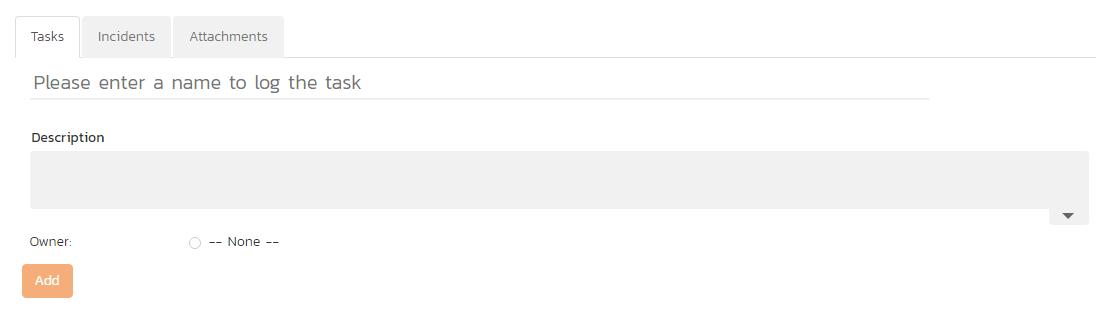 Tasks Incidents Attachments
Please enter a name to log the task
Description
Owner: -- None --
Add